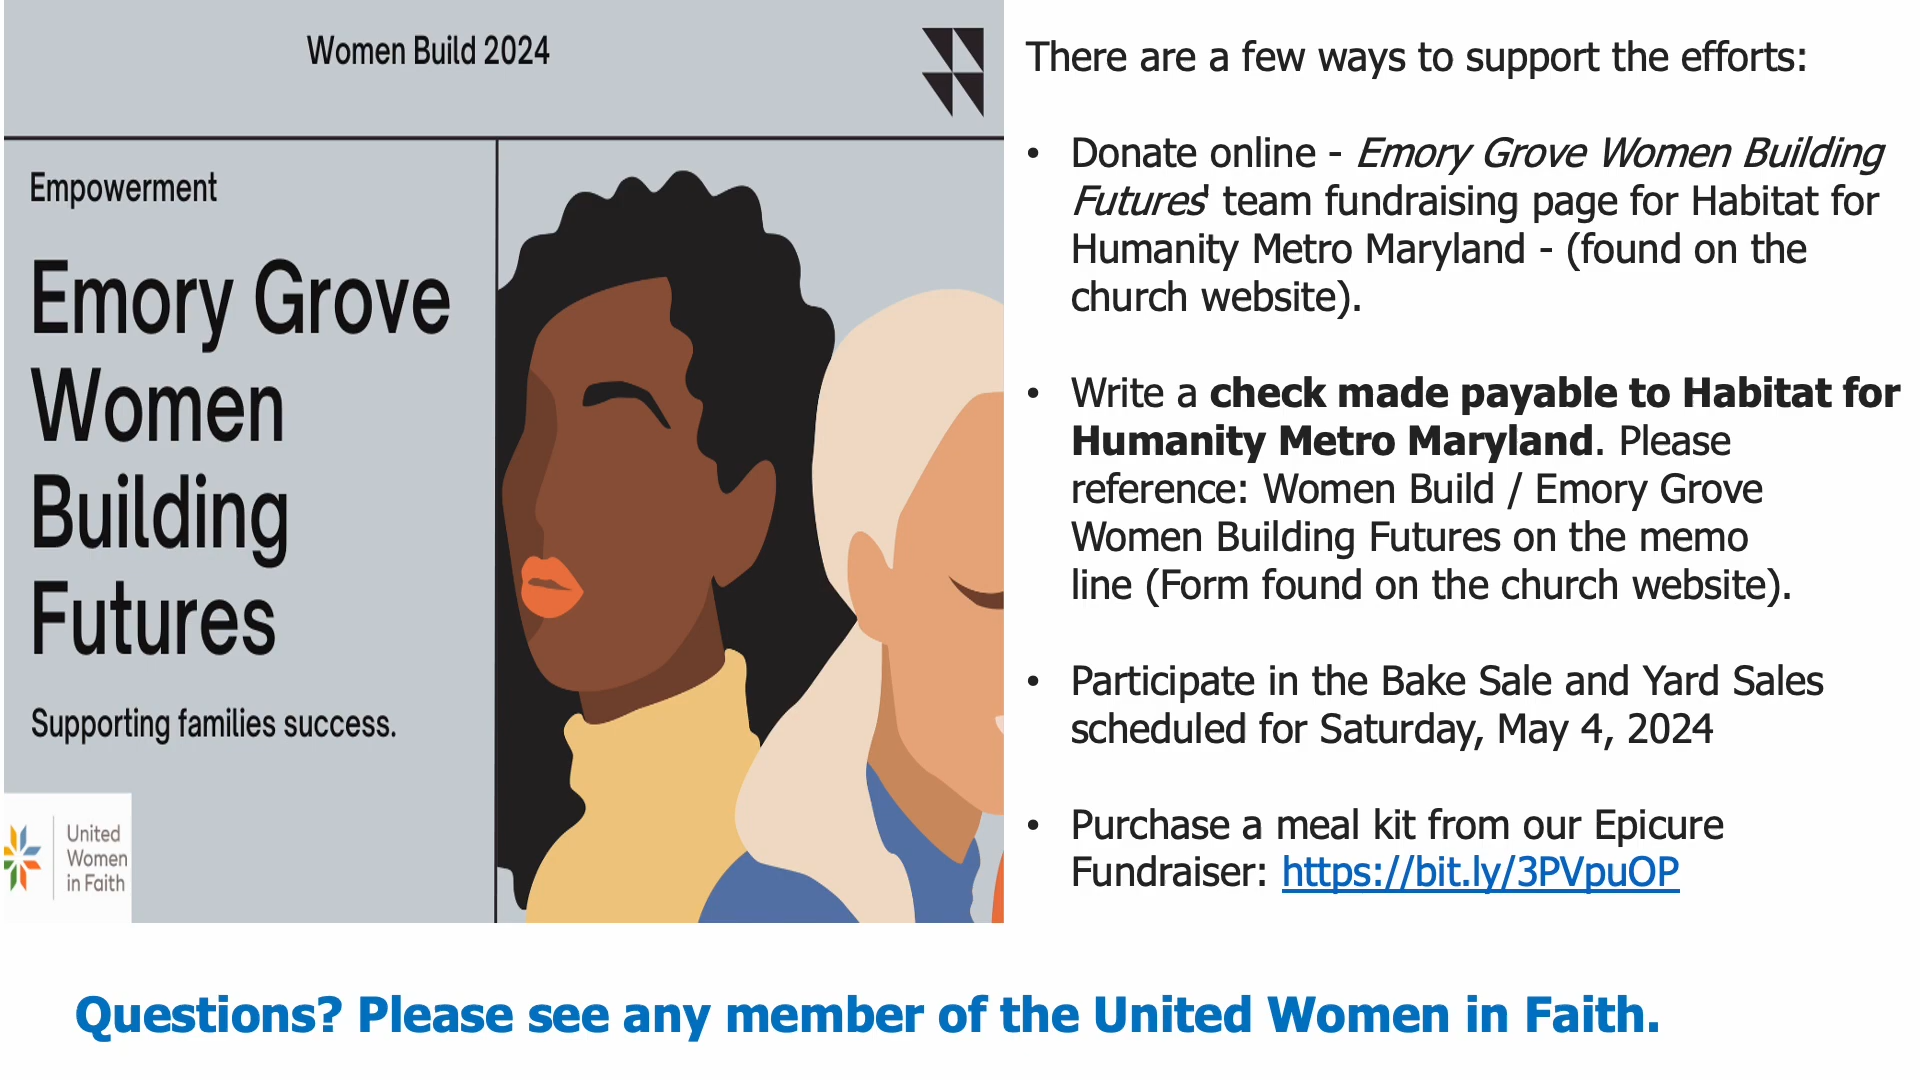 Women Build 2024
Empowerment
Emory Grove
Women
Building
Futures
Supporting families success.
United
Women
in Faith
There are a few ways to support the efforts:
• Donate online - Emory Grove Women Building
Futures' team fundraising page for Habitat for
Humanity Metro Maryland - (found on the
church website).
• Write a check made payable to Habitat for
Humanity Metro Maryland. Please
reference: Women Build / Emory Grove
Women Building Futures on the memo
line (Form found on the church website).
• Participate in the Bake Sale and Yard Sales
scheduled for Saturday, May 4, 2024
• Purchase a meal kit from our Epicure
Fundraiser: https://bit.ly/3PVpuOP
Questions? Please see any member of the United Women in Faith.